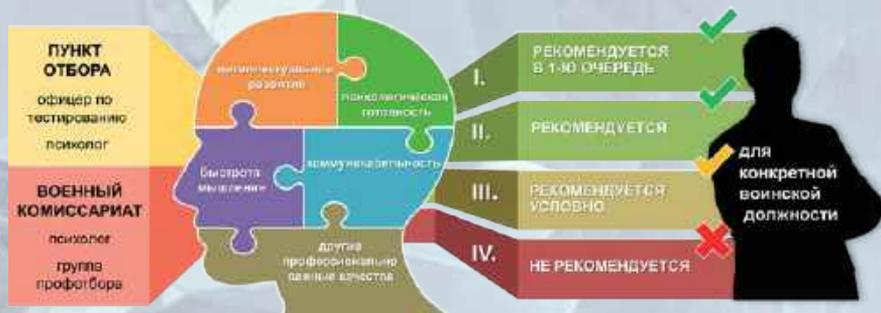 ПУНКТ
ОТБОРА
офицер по
тестированию
психолог
ВОЕННЫЙ
КОМИССАРИАТ
психолог
группа
профотбора
интеллектуальное
развитие
психологическая
готовность
быстрота
мышления
коммуникабельность
другие
профессионально
важные качества
I.
РЕКОМЕНДУЕТСЯ
В 1-Ю ОЧЕРЕДЬ
II.
РЕКОМЕНДУЕТСЯ
III.
РЕКОМЕНДУЕТСЯ
УСЛОВНО
IV.
НЕ РЕКОМЕНДУЕТСЯ
ДЛЯ
КОНКРЕТНОЙ
ВОИНСКОЙ
ДОЛЖНОСТИ